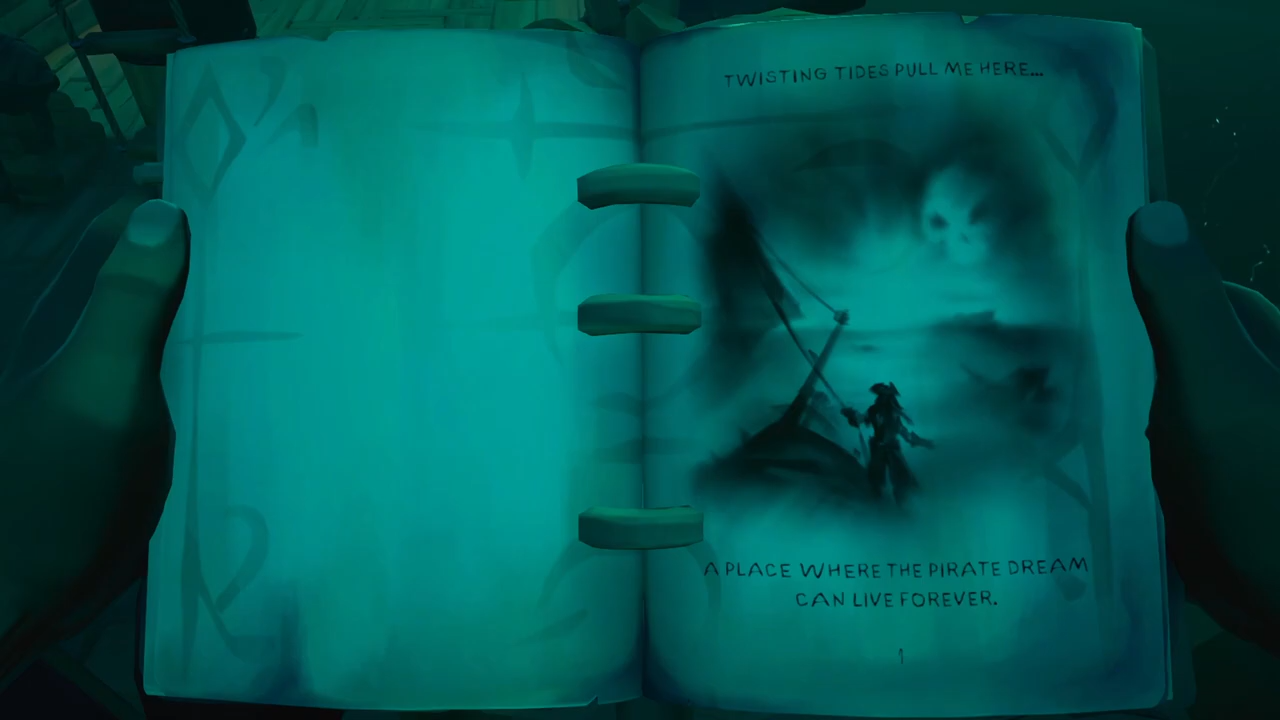 TWISTING TIDES PULL ME HERE...
A PLACE WHERE THE PIRATE DREAM
CAN LIVE FOREVER.
1